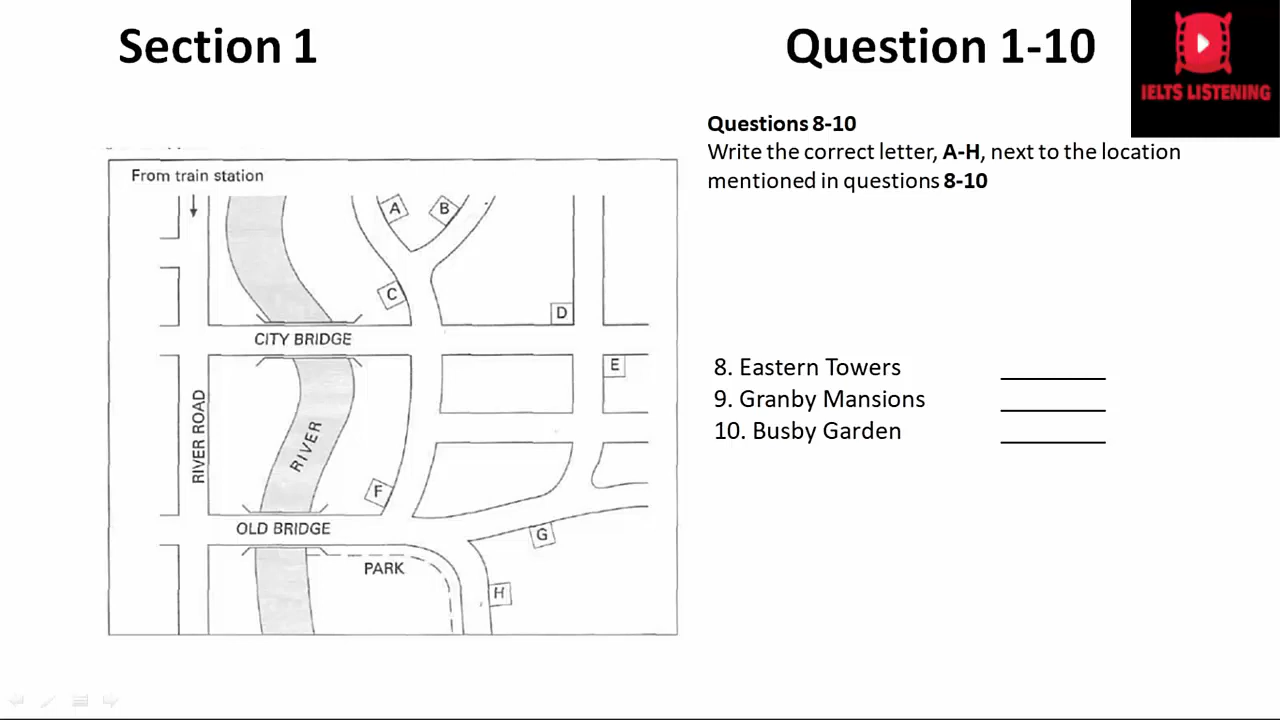 Section 1
Question 1-10
IELTS LISTENING
Questions 8-10
Write the correct letter, A-H, next to the location
mentioned in questions 8-10
From train station
A
B
C
D
CITY BRIDGE
E
RIVER ROAD
RIVER
F
OLD BRIDGE
G
PARK
H
8. Eastern Towers
9. Granby Mansions
10. Busby Garden